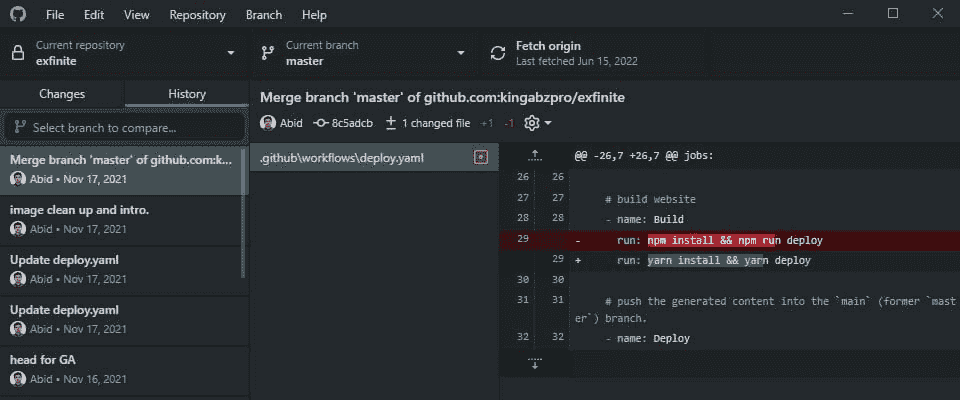 File Edit View Repository Branch Help
Current repository
exfinite
Current branch
master
Fetch origin
Last fetched Jun 15, 2022
Changes
History
Select branch to compare...
Merge branch 'master' of github.com:k...
Abid • Nov 17, 2021
image clean up and intro.
Abid • Nov 17, 2021
Update deploy.yaml
Abid • Nov 17, 2021
Update deploy.yaml
Abid • Nov 17, 2021
head for GA
Abid • Nov 16, 2021
Merge branch 'master' of github.com:kingabzpro/exfinite
Abid 8c5adcb 1 changed file +1 -1
.github\workflows\deploy.yaml
@@ -26,7 +26,7 @@ jobs:
26 26
27 27 # build website
28 28 - name: Build
29 - run: npm install && npm run deploy
29 + run: yarn install && yarn deploy
30 30
31 31 # push the generated content into the `main` (former `mast
er`) branch.
32 32 - name: Deploy